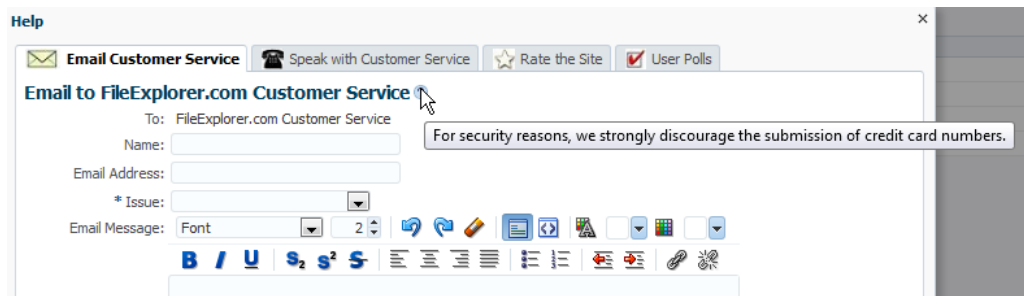 Help
Email Customer Service Speak with Customer Service Rate the Site User Polls
Email to FileExplorer.com Customer Service
To: FileExplorer.com Customer Service
For security reasons, we strongly discourage the submission of credit card numbers.
Name:
Email Address:
* Issue:
Email Message: Font 2
B I U S₂ S² S